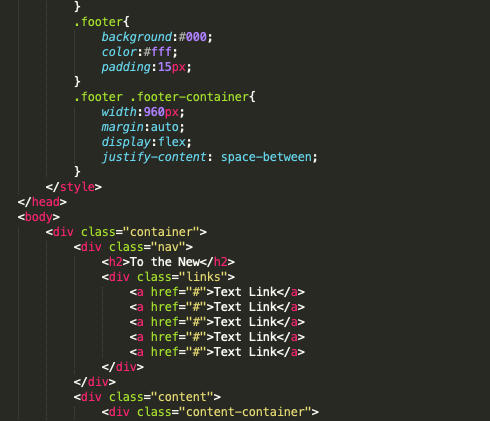 }
.footer{
background:#000;
color:#fff;
padding:15px;
}
.footer .footer-container{
width:960px;
margin:auto;
display:flex;
justify-content: space-between;
}
</style>
</head>
<body>
<div class="container">
<div class="nav">
<h2>To the New</h2>
<div class="links">
<a href="#">Text Link</a>
<a href="#">Text Link</a>
<a href="#">Text Link</a>
<a href="#">Text Link</a>
<a href="#">Text Link</a>
</div>
</div>
<div class="content">
<div class="content-container">